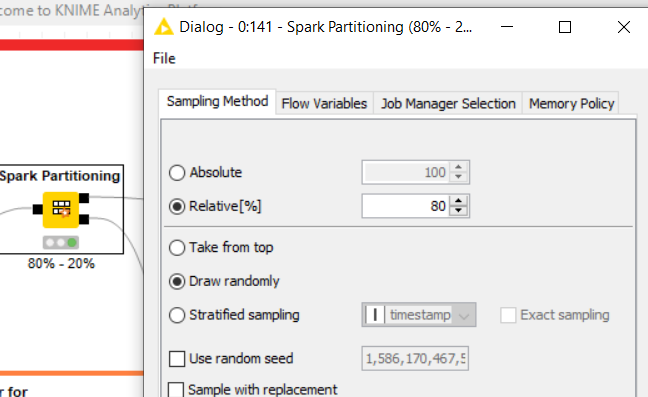 come to KNIME Analytics Platform
Dialog - 0:141 - Spark Partitioning (80% - 2...
File
Sampling Method Flow Variables Job Manager Selection Memory Policy
Spark Partitioning
80% - 20%
Absolute 100
Relative[%] 80
Take from top
Draw randomly
Stratified sampling I timestamp Exact sampling
Use random seed 1,586,170,467,5
Sample with replacement
r for